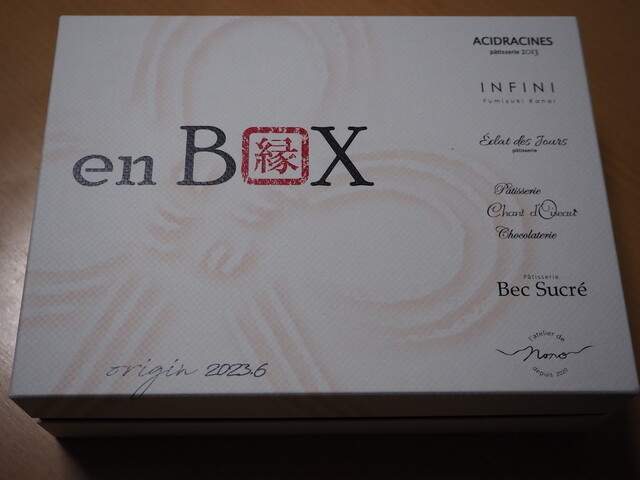 ACIDRACINES
pâtisserie 2013
INFINI
Fumiyuki Kanai
Éclat des Jours
pâtisserie
en B縁X
Pâtisserie
Chant d'Oiseau
Chocolaterie
Pâtisserie
Bec Sucré
l'atelier de
nono
depuis 2020
origin 2023.6